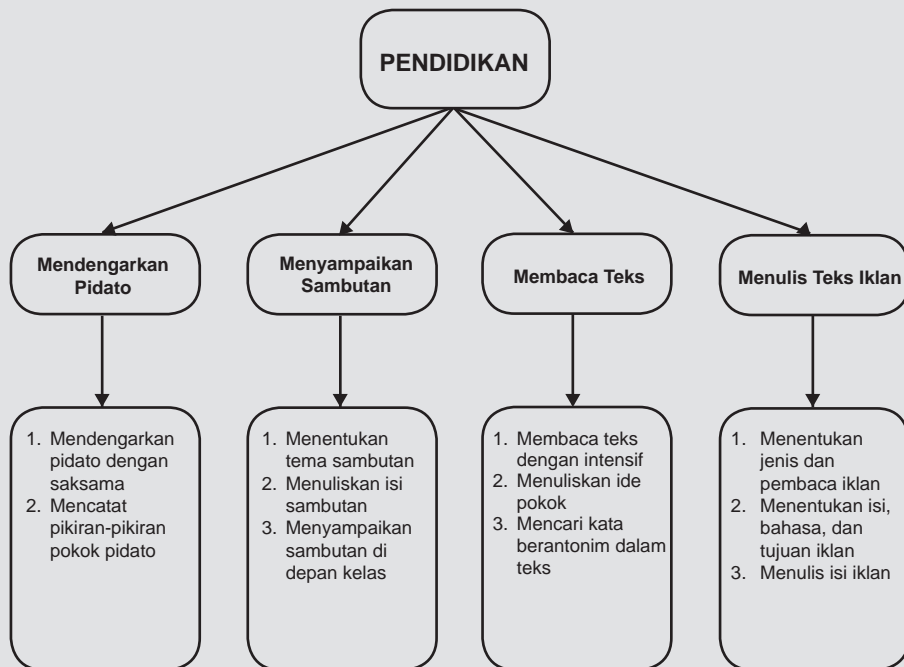 PENDIDIKAN
Mendengarkan
Pidato
Menyampaikan
Sambutan
Membaca Teks
Menulis Teks Iklan
1. Mendengarkan
pidato dengan
saksama
2. Mencatat
pikiran-pikiran
pokok pidato
1. Menentukan
tema sambutan
2. Menuliskan isi
sambutan
3. Menyampaikan
sambutan di
depan kelas
1. Membaca teks
dengan intensif
2. Menuliskan ide
pokok
3. Mencari kata
berantonim dalam
teks
1. Menentukan
jenis dan
pembaca iklan
2. Menentukan isi,
bahasa, dan
tujuan iklan
3. Menulis isi iklan